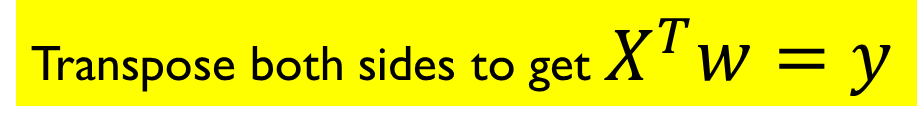 Transpose both sides to get $X^T w = y$